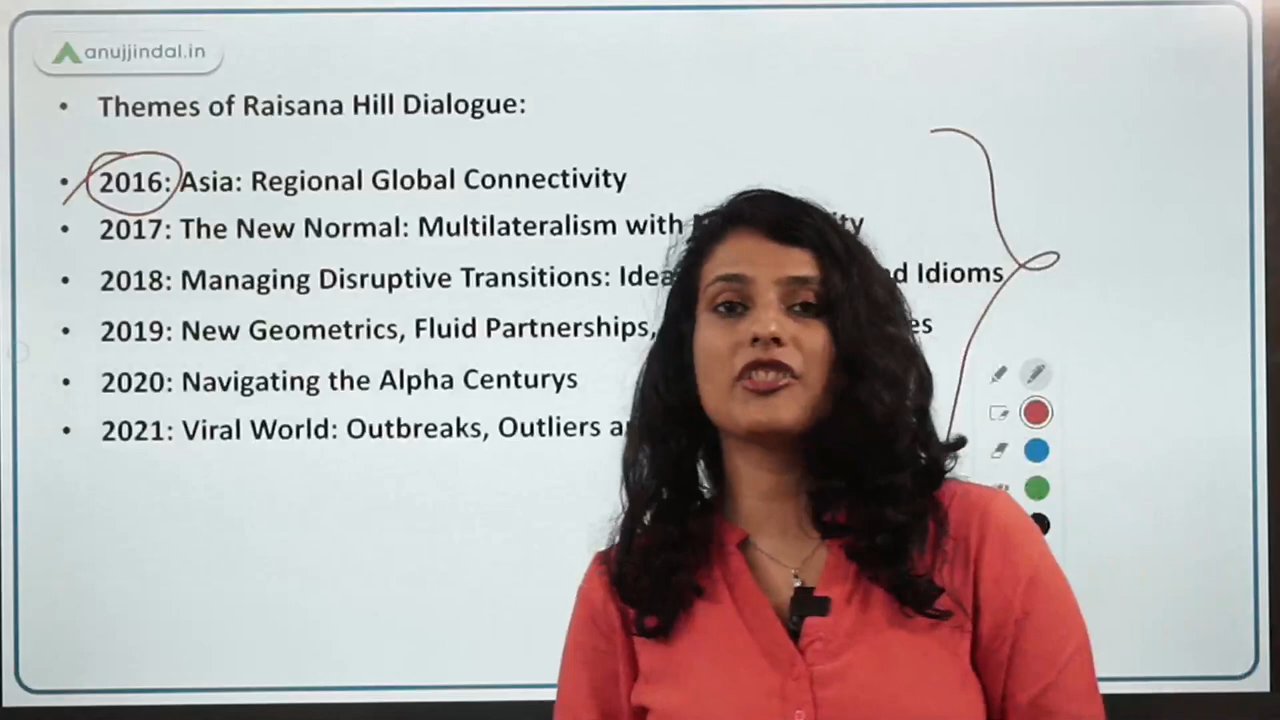 anujjindal.in
Themes of Raisana Hill Dialogue:
2016: Asia: Regional Global Connectivity
2017: The New Normal: Multilateralism with
2018: Managing Disruptive Transitions: Idioms
2019: New Geometrics, Fluid Partnerships,
2020: Navigating the Alpha Centurys
2021: Viral World: Outbreaks, Outliers